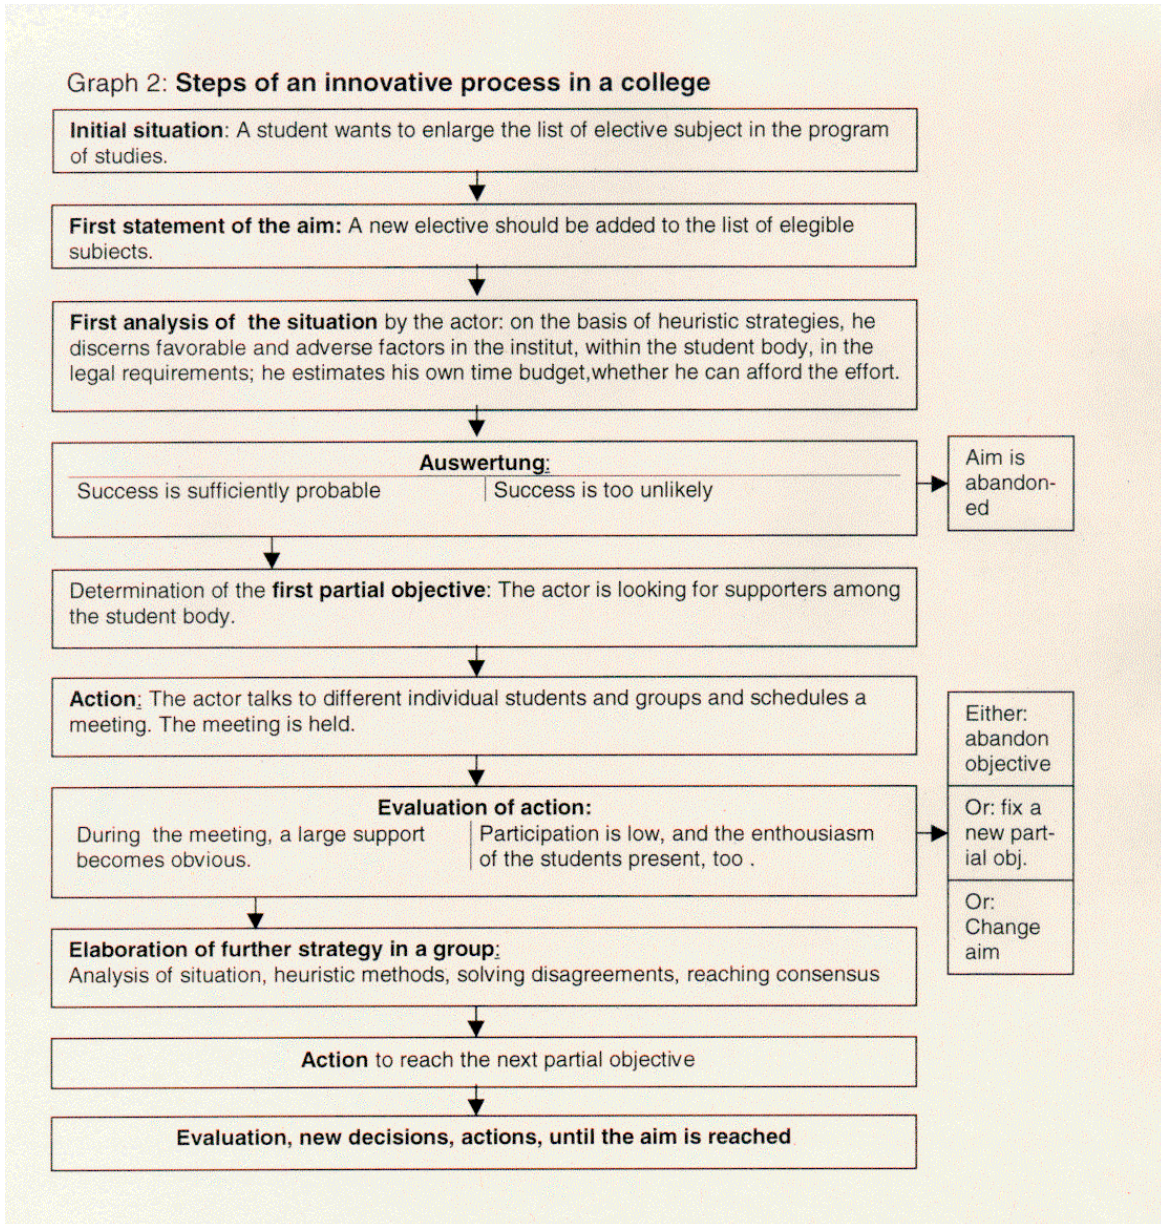 Graph 2: Steps of an innovative process in a college
Initial situation: A student wants to enlarge the list of elective subject in the program
of studies.
First statement of the aim: A new elective should be added to the list of elegible
subjects.
First analysis of the situation by the actor: on the basis of heuristic strategies, he
discerns favorable and adverse factors in the institut, within the student body, in the
legal requirements; he estimates his own time budget,whether he can afford the effort.
Auswertung:
Success is sufficiently probable
Success is too unlikely
Aim is
abandon-
ed
Determination of the first partial objective: The actor is looking for supporters among
the student body.
Action: The actor talks to different individual students and groups and schedules a
meeting. The meeting is held.
Evaluation of action:
During the meeting, a large support
becomes obvious.
Participation is low, and the enthousiasm
of the students present, too .
Either:
abandon
objective
Or: fix a
new part-
ial obj.
Or:
Change
aim
Elaboration of further strategy in a group:
Analysis of situation, heuristic methods, solving disagreements, reaching consensus
Action to reach the next partial objective
Evaluation, new decisions, actions, until the aim is reached